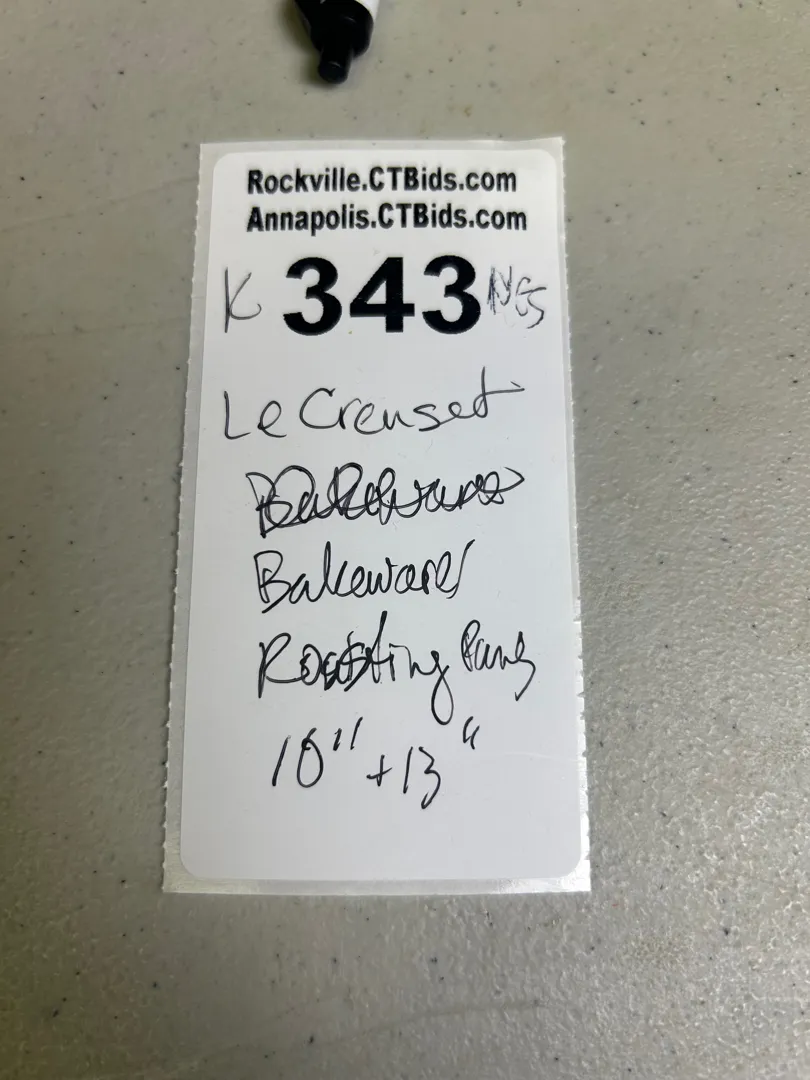 Rockville.CTBids.com
Annapolis.CTBids.com
K 343
Le Creuset
Bakeware
Bakeware/
Roasting Pans
10" + 13"